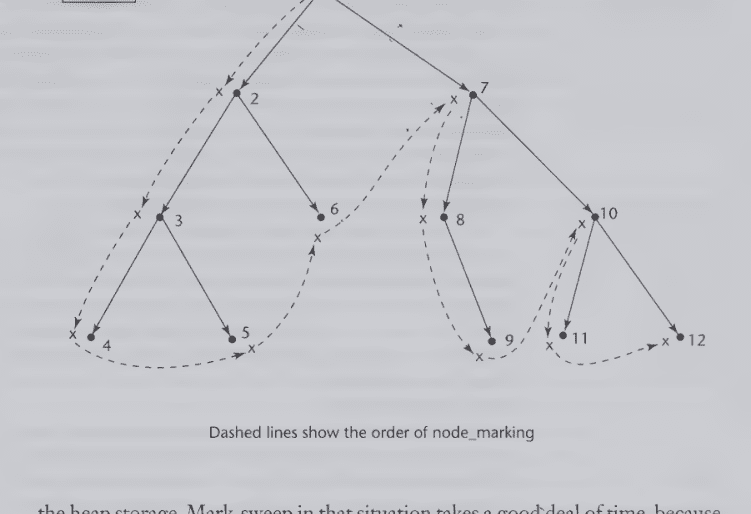 x
2
x
7
x
3
6
x
x
8
x
10
x
4
5
x
9
x
11
x
x
12
Dashed lines show the order of node_marking
the heap storage. Mark-sweep in that situation takes a good deal of time, because